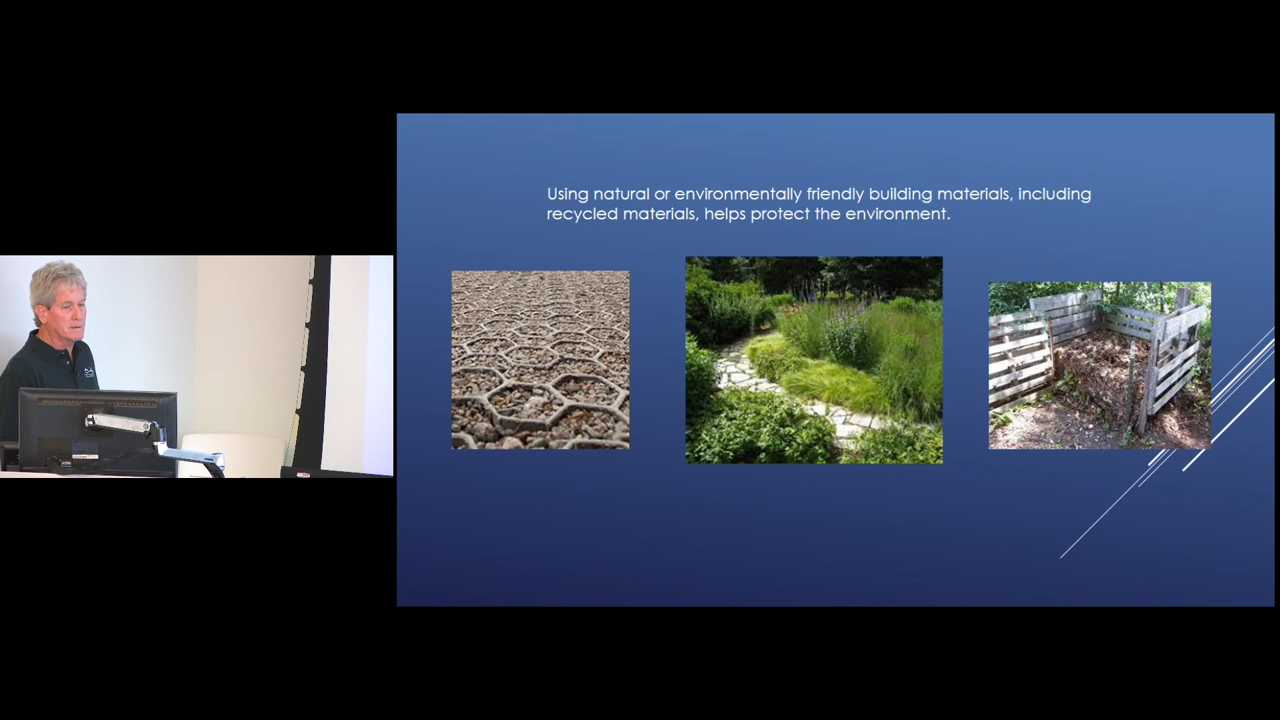 Using natural or environmentally friendly building materials, including
recycled materials, helps protect the environment.